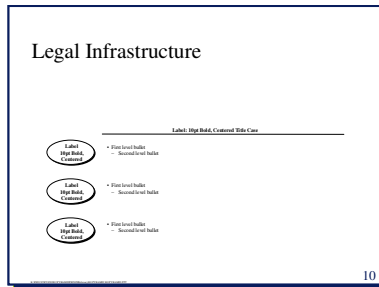 Legal Infrastructure
Label: 10pt Bold, Centered Title Case
Label
10pt Bold,
Centered
• First level bullet
– Second level bullet
Label
10pt Bold,
Centered
• First level bullet
– Second level bullet
Label
10pt Bold,
Centered
• First level bullet
– Second level bullet
10